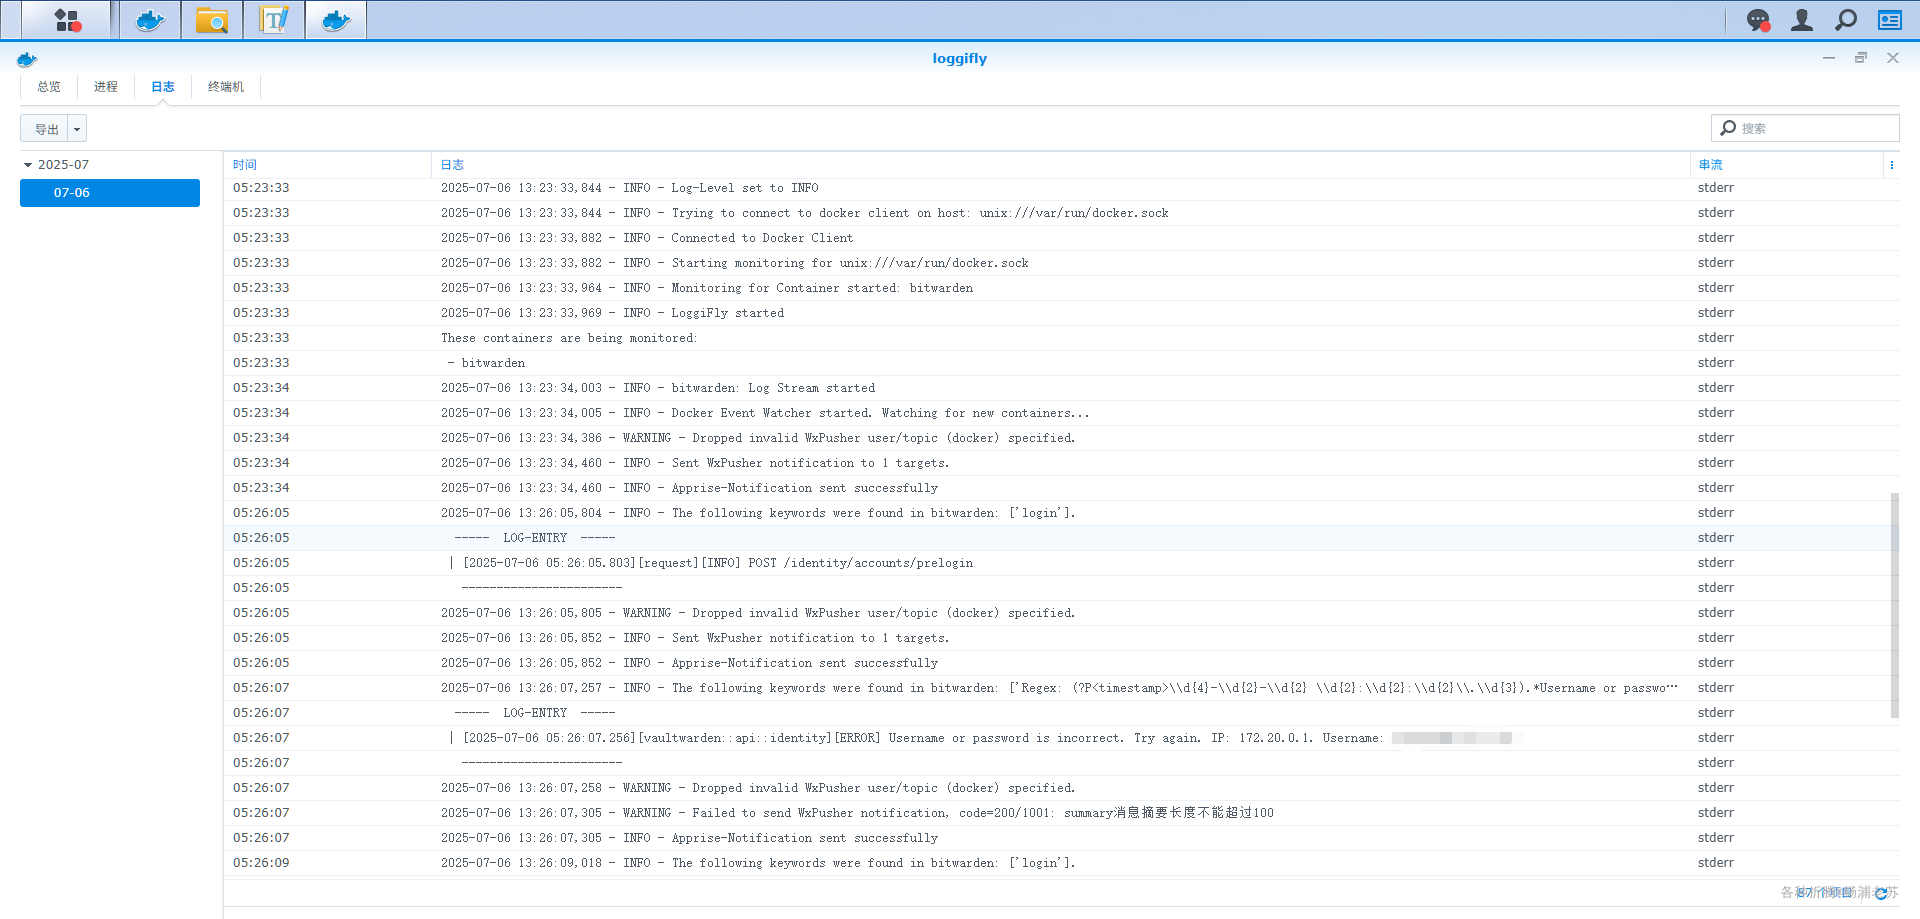 loggifly
总览 进程 日志 终端机
导出 搜索
2025-07
07-06
时间 日志 串流
05:23:33 2025-07-06 13:23:33,844 - INFO - Log-Level set to INFO stderr
05:23:33 2025-07-06 13:23:33,844 - INFO - Trying to connect to docker client on host: unix:///var/run/docker.sock stderr
05:23:33 2025-07-06 13:23:33,882 - INFO - Connected to Docker Client stderr
05:23:33 2025-07-06 13:23:33,882 - INFO - Starting monitoring for unix:///var/run/docker.sock stderr
05:23:33 2025-07-06 13:23:33,964 - INFO - Monitoring for Container started: bitwarden stderr
05:23:33 2025-07-06 13:23:33,969 - INFO - LoggiFly started stderr
05:23:33 These containers are being monitored: stderr
05:23:33 - bitwarden stderr
05:23:34 2025-07-06 13:23:34,003 - INFO - bitwarden: Log Stream started stderr
05:23:34 2025-07-06 13:23:34,005 - INFO - Docker Event Watcher started. Watching for new containers... stderr
05:23:34 2025-07-06 13:23:34,386 - WARNING - Dropped invalid WxPusher user/topic (docker) specified. stderr
05:23:34 2025-07-06 13:23:34,460 - INFO - Sent WxPusher notification to 1 targets. stderr
05:23:34 2025-07-06 13:23:34,460 - INFO - Apprise-Notification sent successfully stderr
05:26:05 2025-07-06 13:26:05,804 - INFO - The following keywords were found in bitwarden: ['login']. stderr
05:26:05 ----- LOG-ENTRY ----- stderr
05:26:05 | [2025-07-06 05:26:05.803][request][INFO] POST /identity/accounts/prelogin stderr
05:26:05 ----------------------- stderr
05:26:05 2025-07-06 13:26:05,805 - WARNING - Dropped invalid WxPusher user/topic (docker) specified. stderr
05:26:05 2025-07-06 13:26:05,852 - INFO - Sent WxPusher notification to 1 targets. stderr
05:26:05 2025-07-06 13:26:05,852 - INFO - Apprise-Notification sent successfully stderr
05:26:07 2025-07-06 13:26:07,257 - INFO - The following keywords were found in bitwarden: ['Regex: (?P<timestamp>\\d{4}-\\d{2}-\\d{2} \\d{2}:\\d{2}:\\d{2}\\.\\d{3}).*Username or passwo… stderr
05:26:07 ----- LOG-ENTRY ----- stderr
05:26:07 | [2025-07-06 05:26:07.256][vaultwarden::api::identity][ERROR] Username or password is incorrect. Try again. IP: 172.20.0.1. Username: stderr
05:26:07 ----------------------- stderr
05:26:07 2025-07-06 13:26:07,258 - WARNING - Dropped invalid WxPusher user/topic (docker) specified. stderr
05:26:07 2025-07-06 13:26:07,305 - WARNING - Failed to send WxPusher notification, code=200/1001: summary消息摘要长度不能超过100 stderr
05:26:07 2025-07-06 13:26:07,305 - INFO - Apprise-Notification sent successfully stderr
05:26:09 2025-07-06 13:26:09,018 - INFO - The following keywords were found in bitwarden: ['login']. stderr